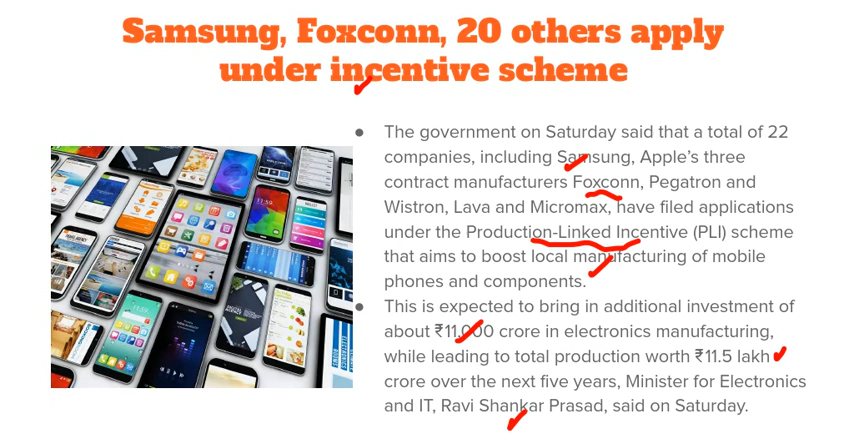 Samsung, Foxconn, 20 others apply
under incentive scheme
● The government on Saturday said that a total of 22
companies, including Samsung, Apple's three
contract manufacturers Foxconn, Pegatron and
Wistron, Lava and Micromax, have filed applications
under the Production-Linked Incentive (PLI) scheme
that aims to boost local manufacturing of mobile
phones and components.
● This is expected to bring in additional investment of
about ₹11,000 crore in electronics manufacturing,
while leading to total production worth ₹11.5 lakh
crore over the next five years, Minister for Electronics
and IT, Ravi Shankar Prasad, said on Saturday.